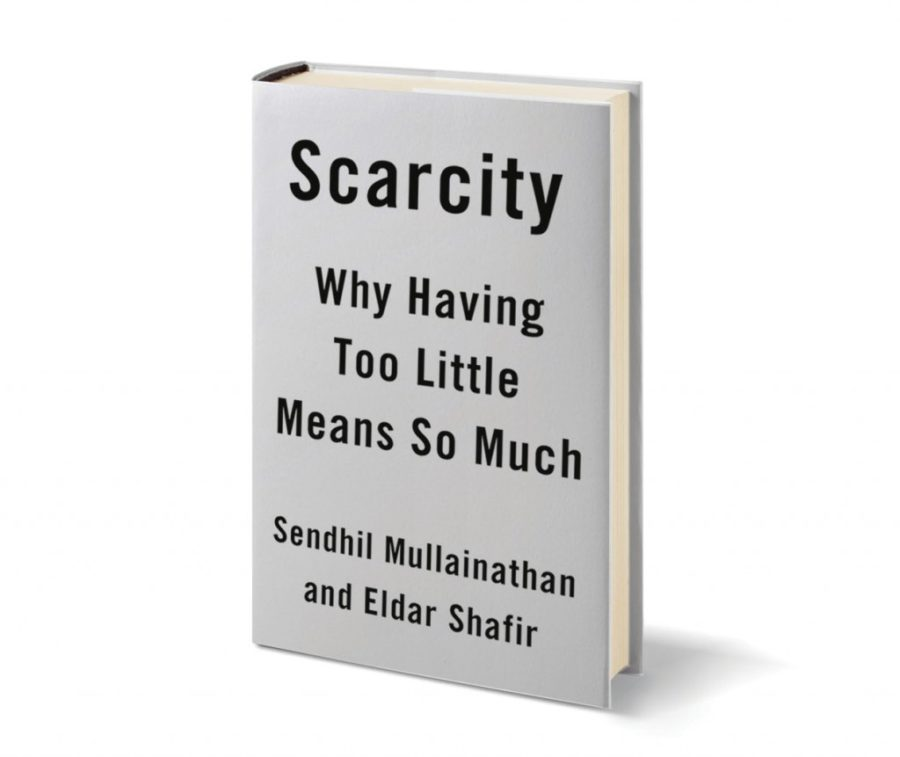 Scarcity
Why Having
Too Little
Means So Much
Sendhil Mullainathan
and Eldar Shafir